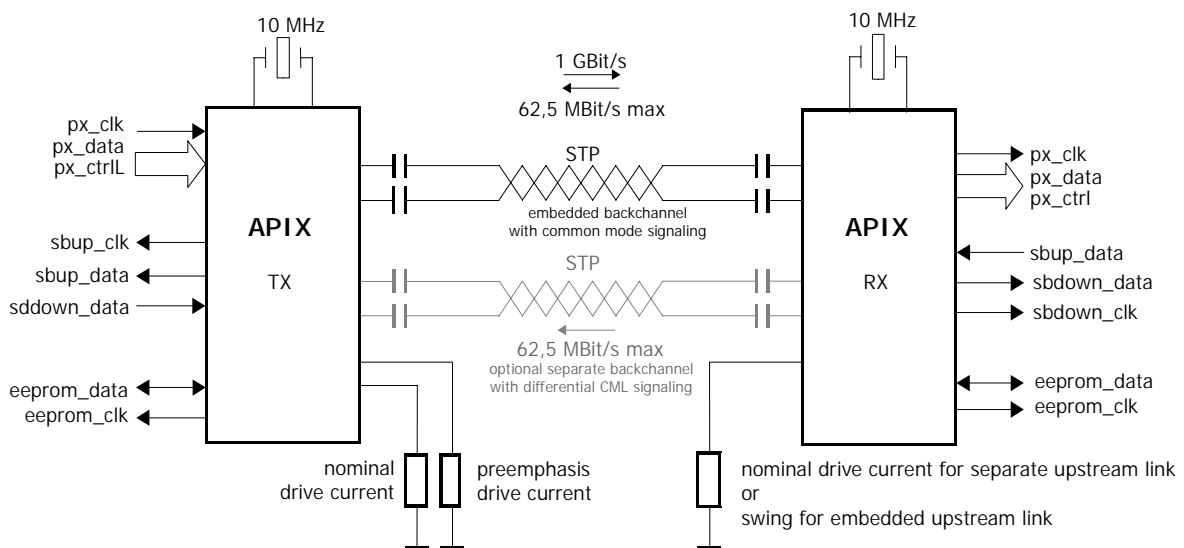 10 MHz
10 MHz
1 GBit/s
62,5 MBit/s max
px_clk
px_data
px_ctrlL
sbup_clk
sbup_data
sddown_data
eeprom_data
eeprom_clk
APIX
TX
STP
embedded backchannel
with common mode signaling
STP
62,5 MBit/s max
optional separate backchannel
with differential CML signaling
APIX
RX
px_clk
px_data
px_ctrl
sbup_data
sbdown_data
sbdown_clk
eeprom_data
eeprom_clk
nominal
drive current
preemphasis
drive current
nominal drive current for separate upstream link
or
swing for embedded upstream link